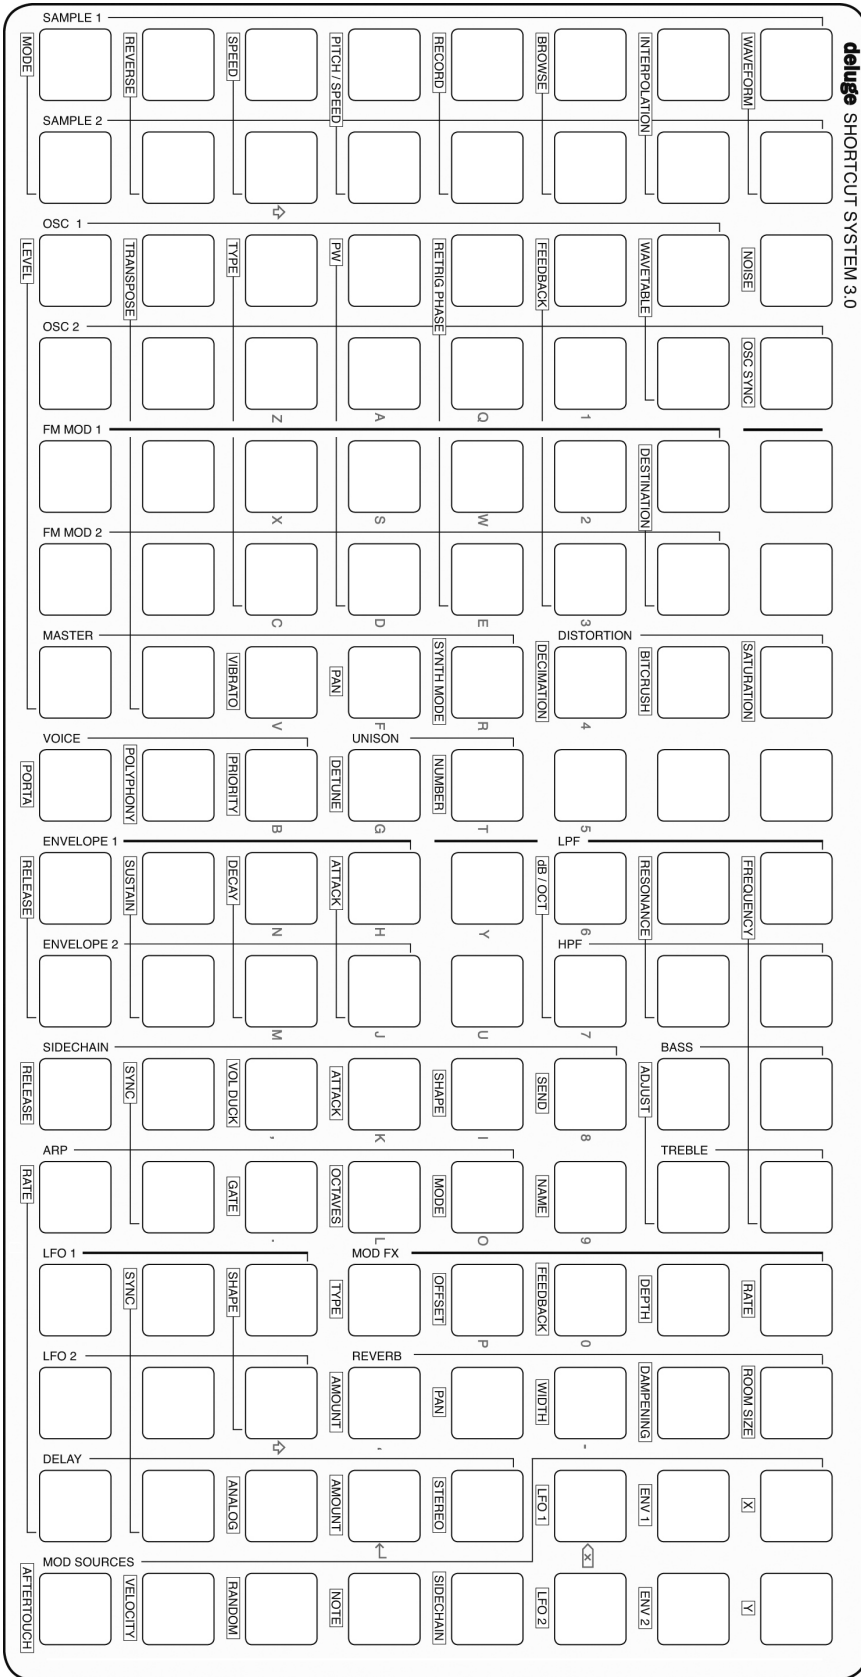 deluge SHORTCUT SYSTEM 3.0
SAMPLE 1
MODE
REVERSE
SPEED
PITCH / SPEED
RECORD
BROWSE
INTERPOLATION
WAVEFORM
SAMPLE 2
OSC 1
LEVEL
TRANSPOSE
TYPE
PW
RETRIG PHASE
FEEDBACK
WAVETABLE
NOISE
OSC 2
OSC SYNC
Z A Q 1
FM MOD 1
DESTINATION
X S W 2
FM MOD 2
C D E 3
MASTER
DISTORTION
VIBRATO
PAN
SYNTH MODE
DECIMATION
BITCRUSH
SATURATION
V F R 4
VOICE
UNISON
PORTA
POLYPHONY
PRIORITY
DETUNE
NUMBER
B G T 5
ENVELOPE 1
LPF
RELEASE
SUSTAIN
DECAY
ATTACK
dB / OCT
RESONANCE
FREQUENCY
N H Y 6
ENVELOPE 2
HPF
M J U 7
SIDECHAIN
BASS
RELEASE
SYNC
VOL DUCK
ATTACK
SHAPE
SEND
ADJUST
, K I 8
ARP
TREBLE
RATE
GATE
OCTAVES
MODE
NAME
. L O 9
LFO 1
MOD FX
SYNC
SHAPE
TYPE
OFFSET
FEEDBACK
DEPTH
RATE
P 0
LFO 2
REVERB
AMOUNT
PAN
WIDTH
DAMPENING
ROOM SIZE
' -
DELAY
ANALOG
AMOUNT
STEREO
LFO 1
ENV 1
X
MOD SOURCES
AFTERTOUCH
VELOCITY
RANDOM
NOTE
SIDECHAIN
LFO 2
ENV 2
Y